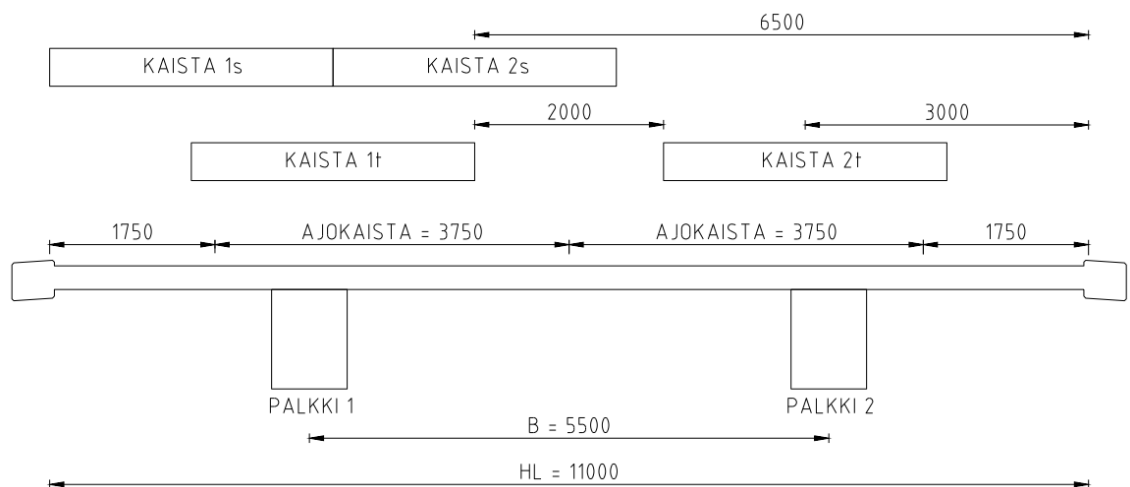 6500
KAISTA 1s KAISTA 2s
2000 3000
KAISTA 1t KAISTA 2t
1750 AJOKAISTA = 3750 AJOKAISTA = 3750 1750
PALKKI 1 PALKKI 2
B = 5500
HL = 11000